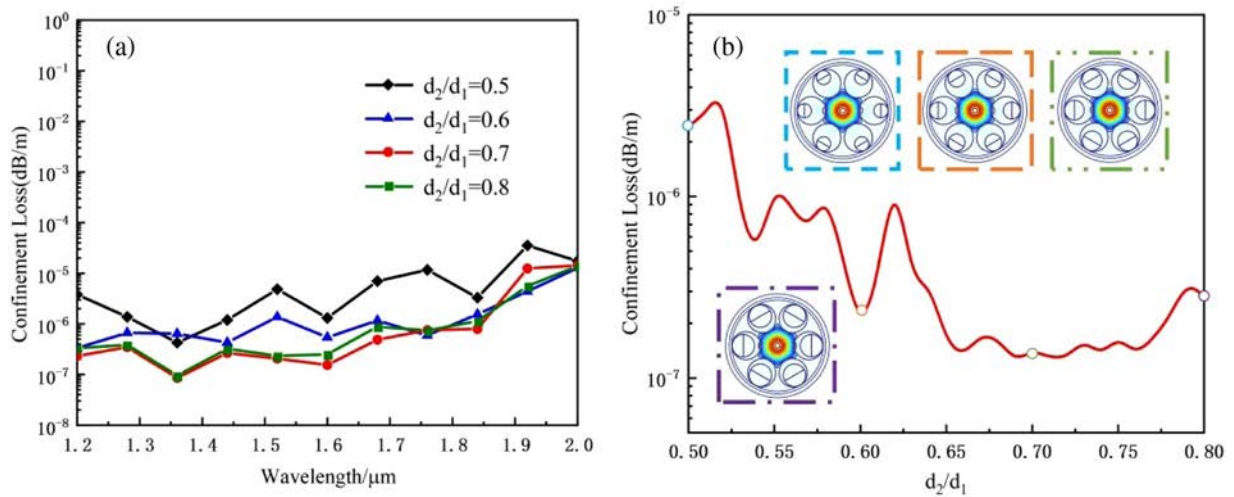 (a)
d₂/d₁=0.5
d₂/d₁=0.6
d₂/d₁=0.7
d₂/d₁=0.8
Confinement Loss(dB/m)
10⁰
10⁻¹
10⁻²
10⁻³
10⁻⁴
10⁻⁵
10⁻⁶
10⁻⁷
10⁻⁸
1.2 1.3 1.4 1.5 1.6 1.7 1.8 1.9 2.0
Wavelength/μm
(b)
Confinement Loss(dB/m)
10⁻⁵
10⁻⁶
10⁻⁷
0.50 0.55 0.60 0.65 0.70 0.75 0.80
d₂/d₁